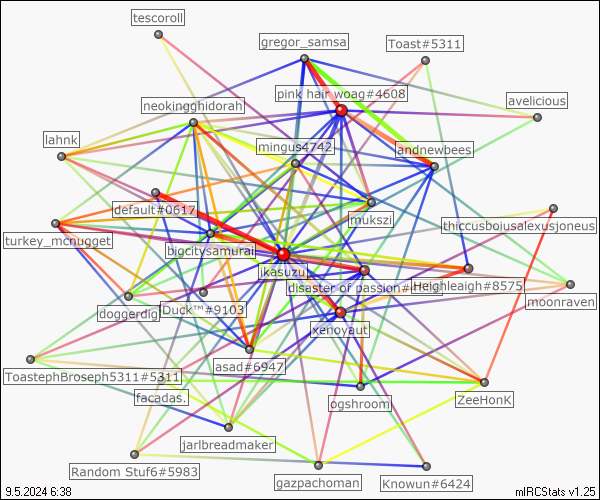 tescoroll
gregor_samsa
Toast#5311
pink hair woag#4608
avelicious
neokingghidorah
lahnk
mingus4742
andnewbees
default#0617
mukszi
thiccusboiusalexusjoneus
turkey_mcnugget
bigcitysamurai
ikasuzu
disaster of passion#
Heighleaigh#8575
moonraven
doggerdig
Duck™#9103
xenoyaut
asad#6947
ToastephBroseph5311#5311
facadas.
ogshroom
ZeeHonK
jarlbreadmaker
Random Stuf6#5983
gazpachoman
Knowun#6424
9.5.2024 6:38
mIRCStats v1.25